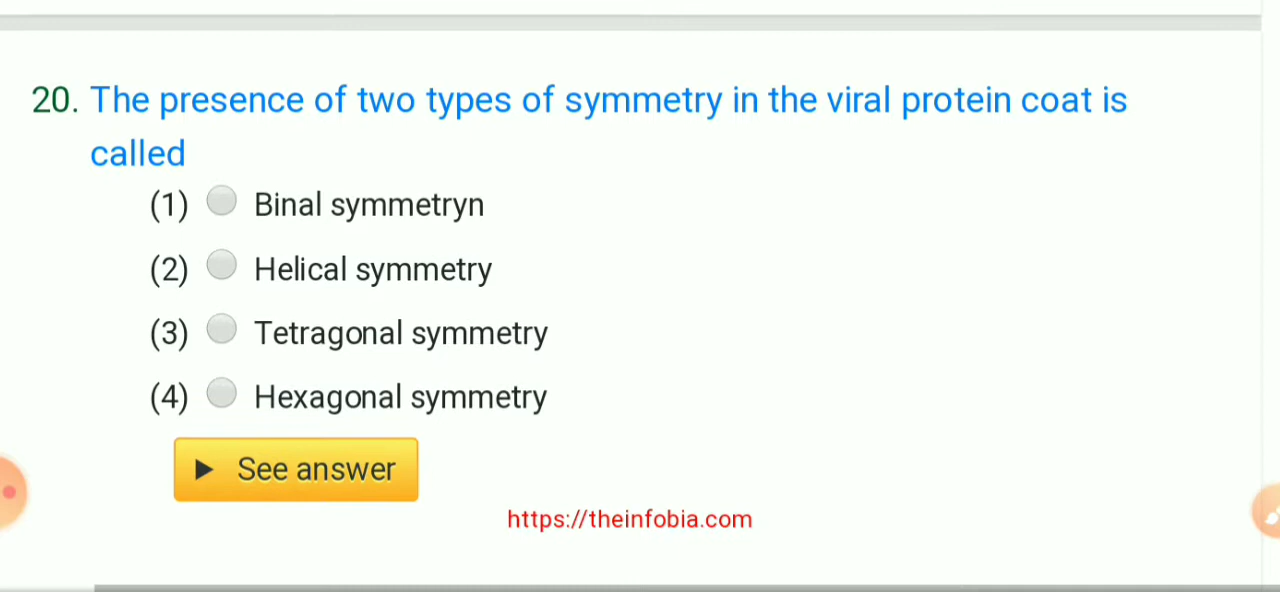 20. The presence of two types of symmetry in the viral protein coat is
called
(1) Binal symmetryn
(2) Helical symmetry
(3) Tetragonal symmetry
(4) Hexagonal symmetry
See answer
https://theinfobia.com